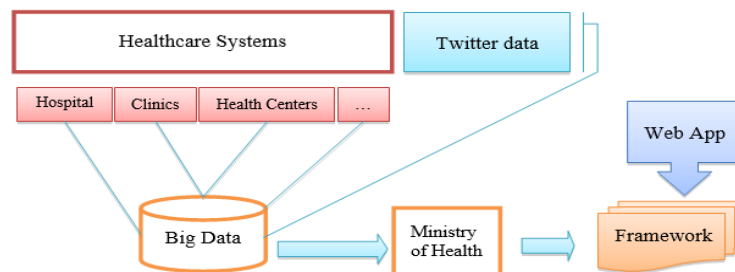 Healthcare Systems
Twitter data
Hospital
Clinics
Health Centers
...
Web App
Big Data
Ministry
of Health
Framework